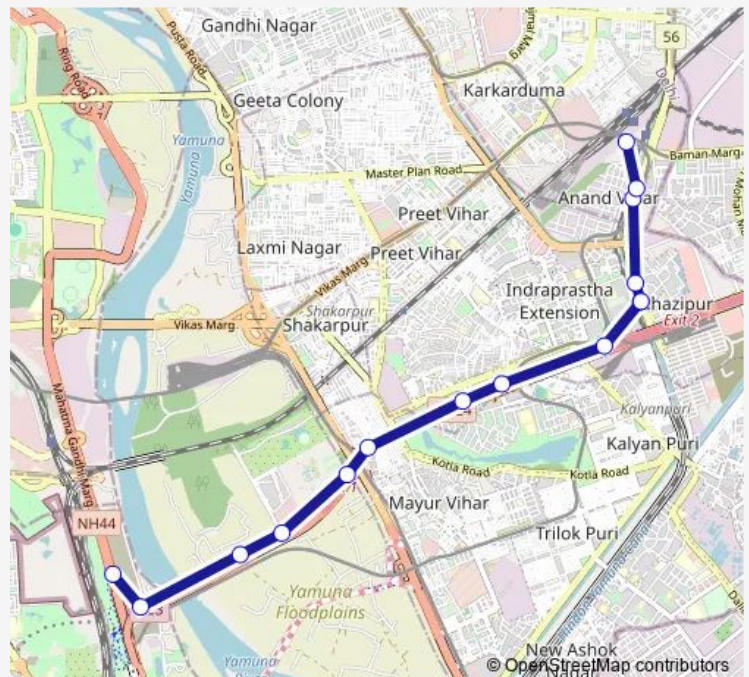 Gandhi Nagar
Pusta Road
Ring Road
56
Delhi
Karkarduma
Geeta Colony
Yamuna
Yamuna
Baman Marg
Master Plan Road
Anand Vihar
Preet Vihar
Laxmi Nagar
Preet Vihar
Vikas Marg
Indraprastha
Extension
Ghazipur
Exit 2
Shakarpur
Vikas Marg
Shakarpur
Mahatma Gandhi Marg
Kalyanpuri
Kalyan Puri
Kotla Road
Kotla Road
Mayur Vihar
NH44
Trilok Puri
Yamuna
Floodplains
Yamuna
New Ashok
Nagar
© OpenStreetMap contributors